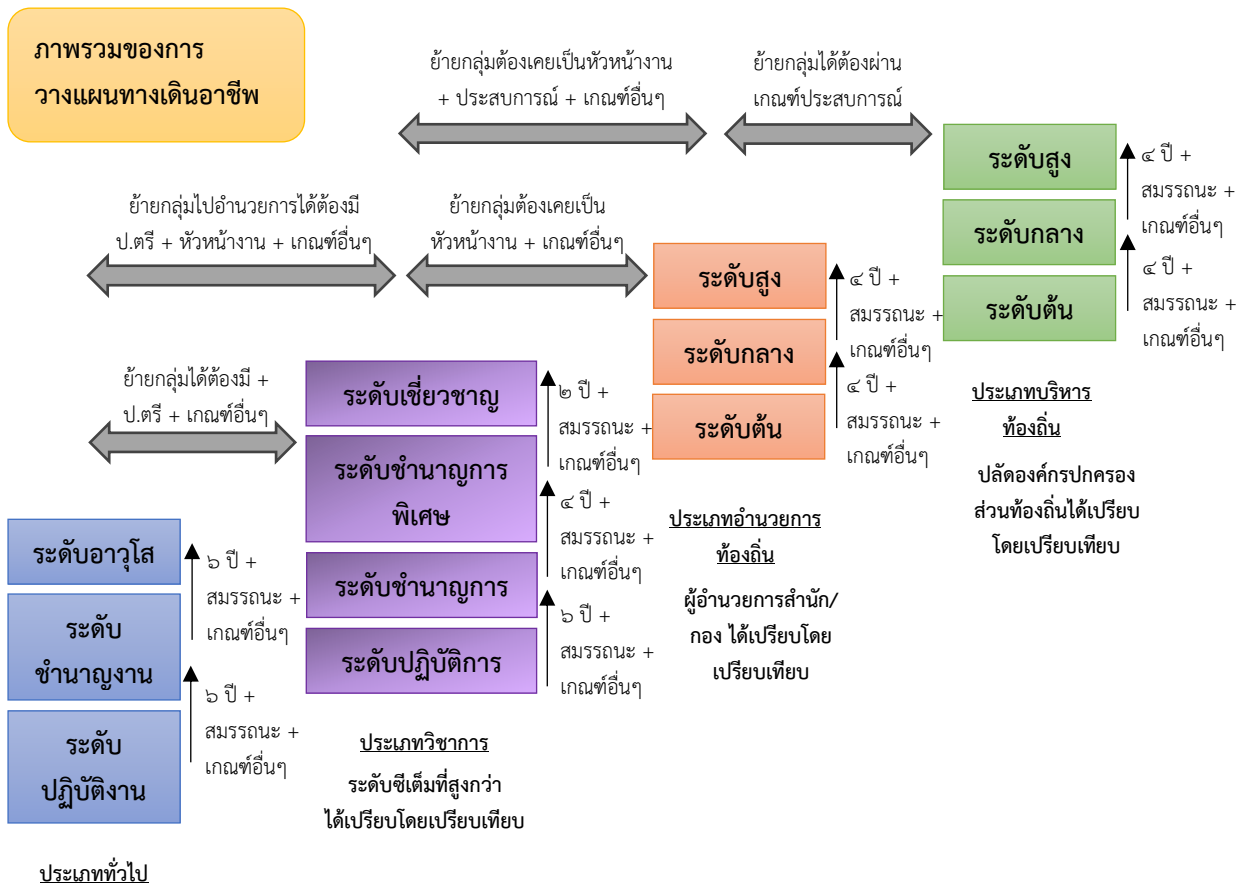 ภาพรวมของการ
วางแผนทางเดินอาชีพ
ย้ายกลุ่มต้องเคยเป็นหัวหน้างาน
+ ประสบการณ์ + เกณฑ์อื่นๆ
ย้ายกลุ่มได้ต้องผ่าน
เกณฑ์ประสบการณ์
ระดับสูง
ระดับกลาง
ระดับต้น
๔ ปี +
สมรรถนะ +
เกณฑ์อื่นๆ
๔ ปี +
สมรรถนะ +
เกณฑ์อื่นๆ
ประเภทบริหาร
ท้องถิ่น
ปลัดองค์กรปกครอง
ส่วนท้องถิ่นได้เปรียบ
โดยเปรียบเทียบ
ย้ายกลุ่มไปอำนวยการได้ต้องมี
ป.ตรี + หัวหน้างาน + เกณฑ์อื่นๆ
ย้ายกลุ่มต้องเคยเป็น
หัวหน้างาน + เกณฑ์อื่นๆ
ระดับสูง
ระดับกลาง
ระดับต้น
๔ ปี +
สมรรถนะ +
เกณฑ์อื่นๆ
๔ ปี +
สมรรถนะ +
เกณฑ์อื่นๆ
ประเภทอำนวยการ
ท้องถิ่น
ผู้อำนวยการสำนัก/
กอง ได้เปรียบโดย
เปรียบเทียบ
ย้ายกลุ่มได้ต้องมี +
ป.ตรี + เกณฑ์อื่นๆ
ระดับเชี่ยวชาญ
ระดับชำนาญการ
พิเศษ
ระดับชำนาญการ
ระดับปฏิบัติการ
๒ ปี +
สมรรถนะ +
เกณฑ์อื่นๆ
๔ ปี +
สมรรถนะ +
เกณฑ์อื่นๆ
๖ ปี +
สมรรถนะ +
เกณฑ์อื่นๆ
ประเภทวิชาการ
ระดับซีเต็มที่สูงกว่า
ได้เปรียบโดยเปรียบเทียบ
ระดับอาวุโส
ระดับ
ชำนาญงาน
ระดับ
ปฏิบัติงาน
๖ ปี +
สมรรถนะ +
เกณฑ์อื่นๆ
๖ ปี +
สมรรถนะ +
เกณฑ์อื่นๆ
ประเภททั่วไป